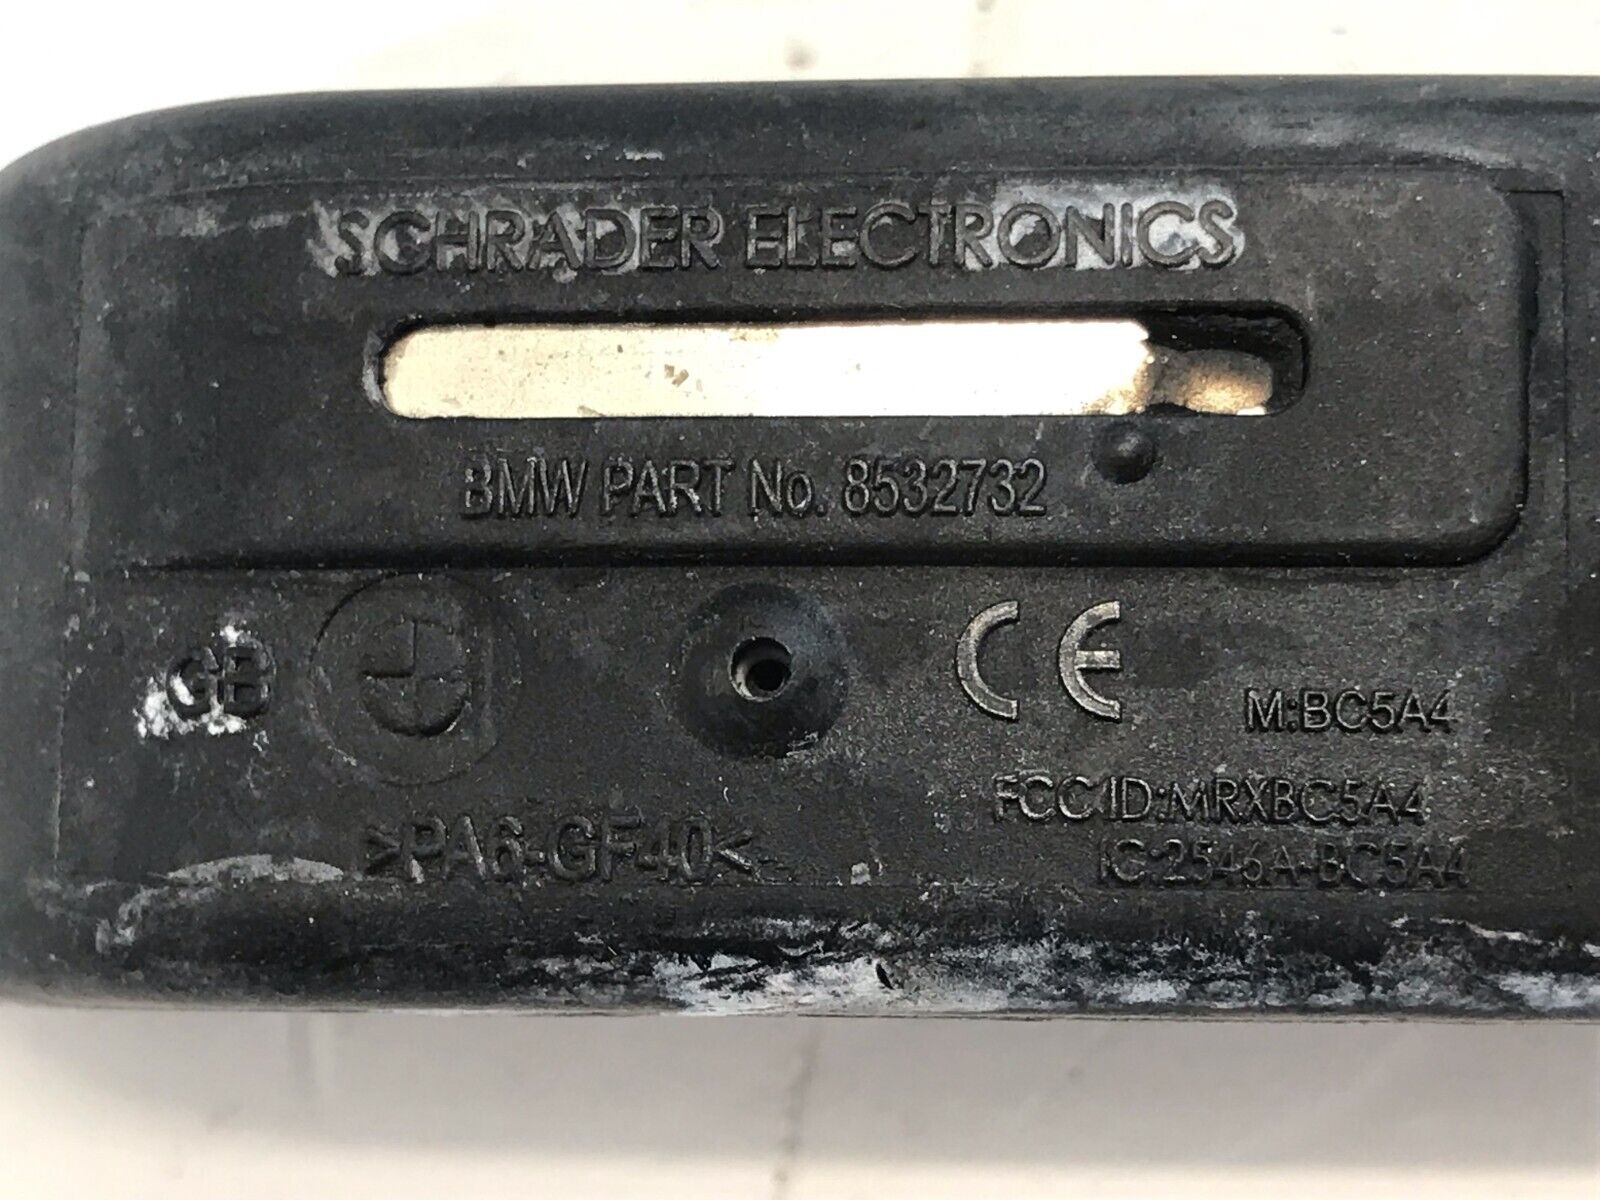 SCHRADER ELECTRONICS
BMW PART No. 8532732
GB
CE
M:BC5A4
FCC ID:MRXBC5A4
>PA6-GF40<
IC:2546A-BC5A4